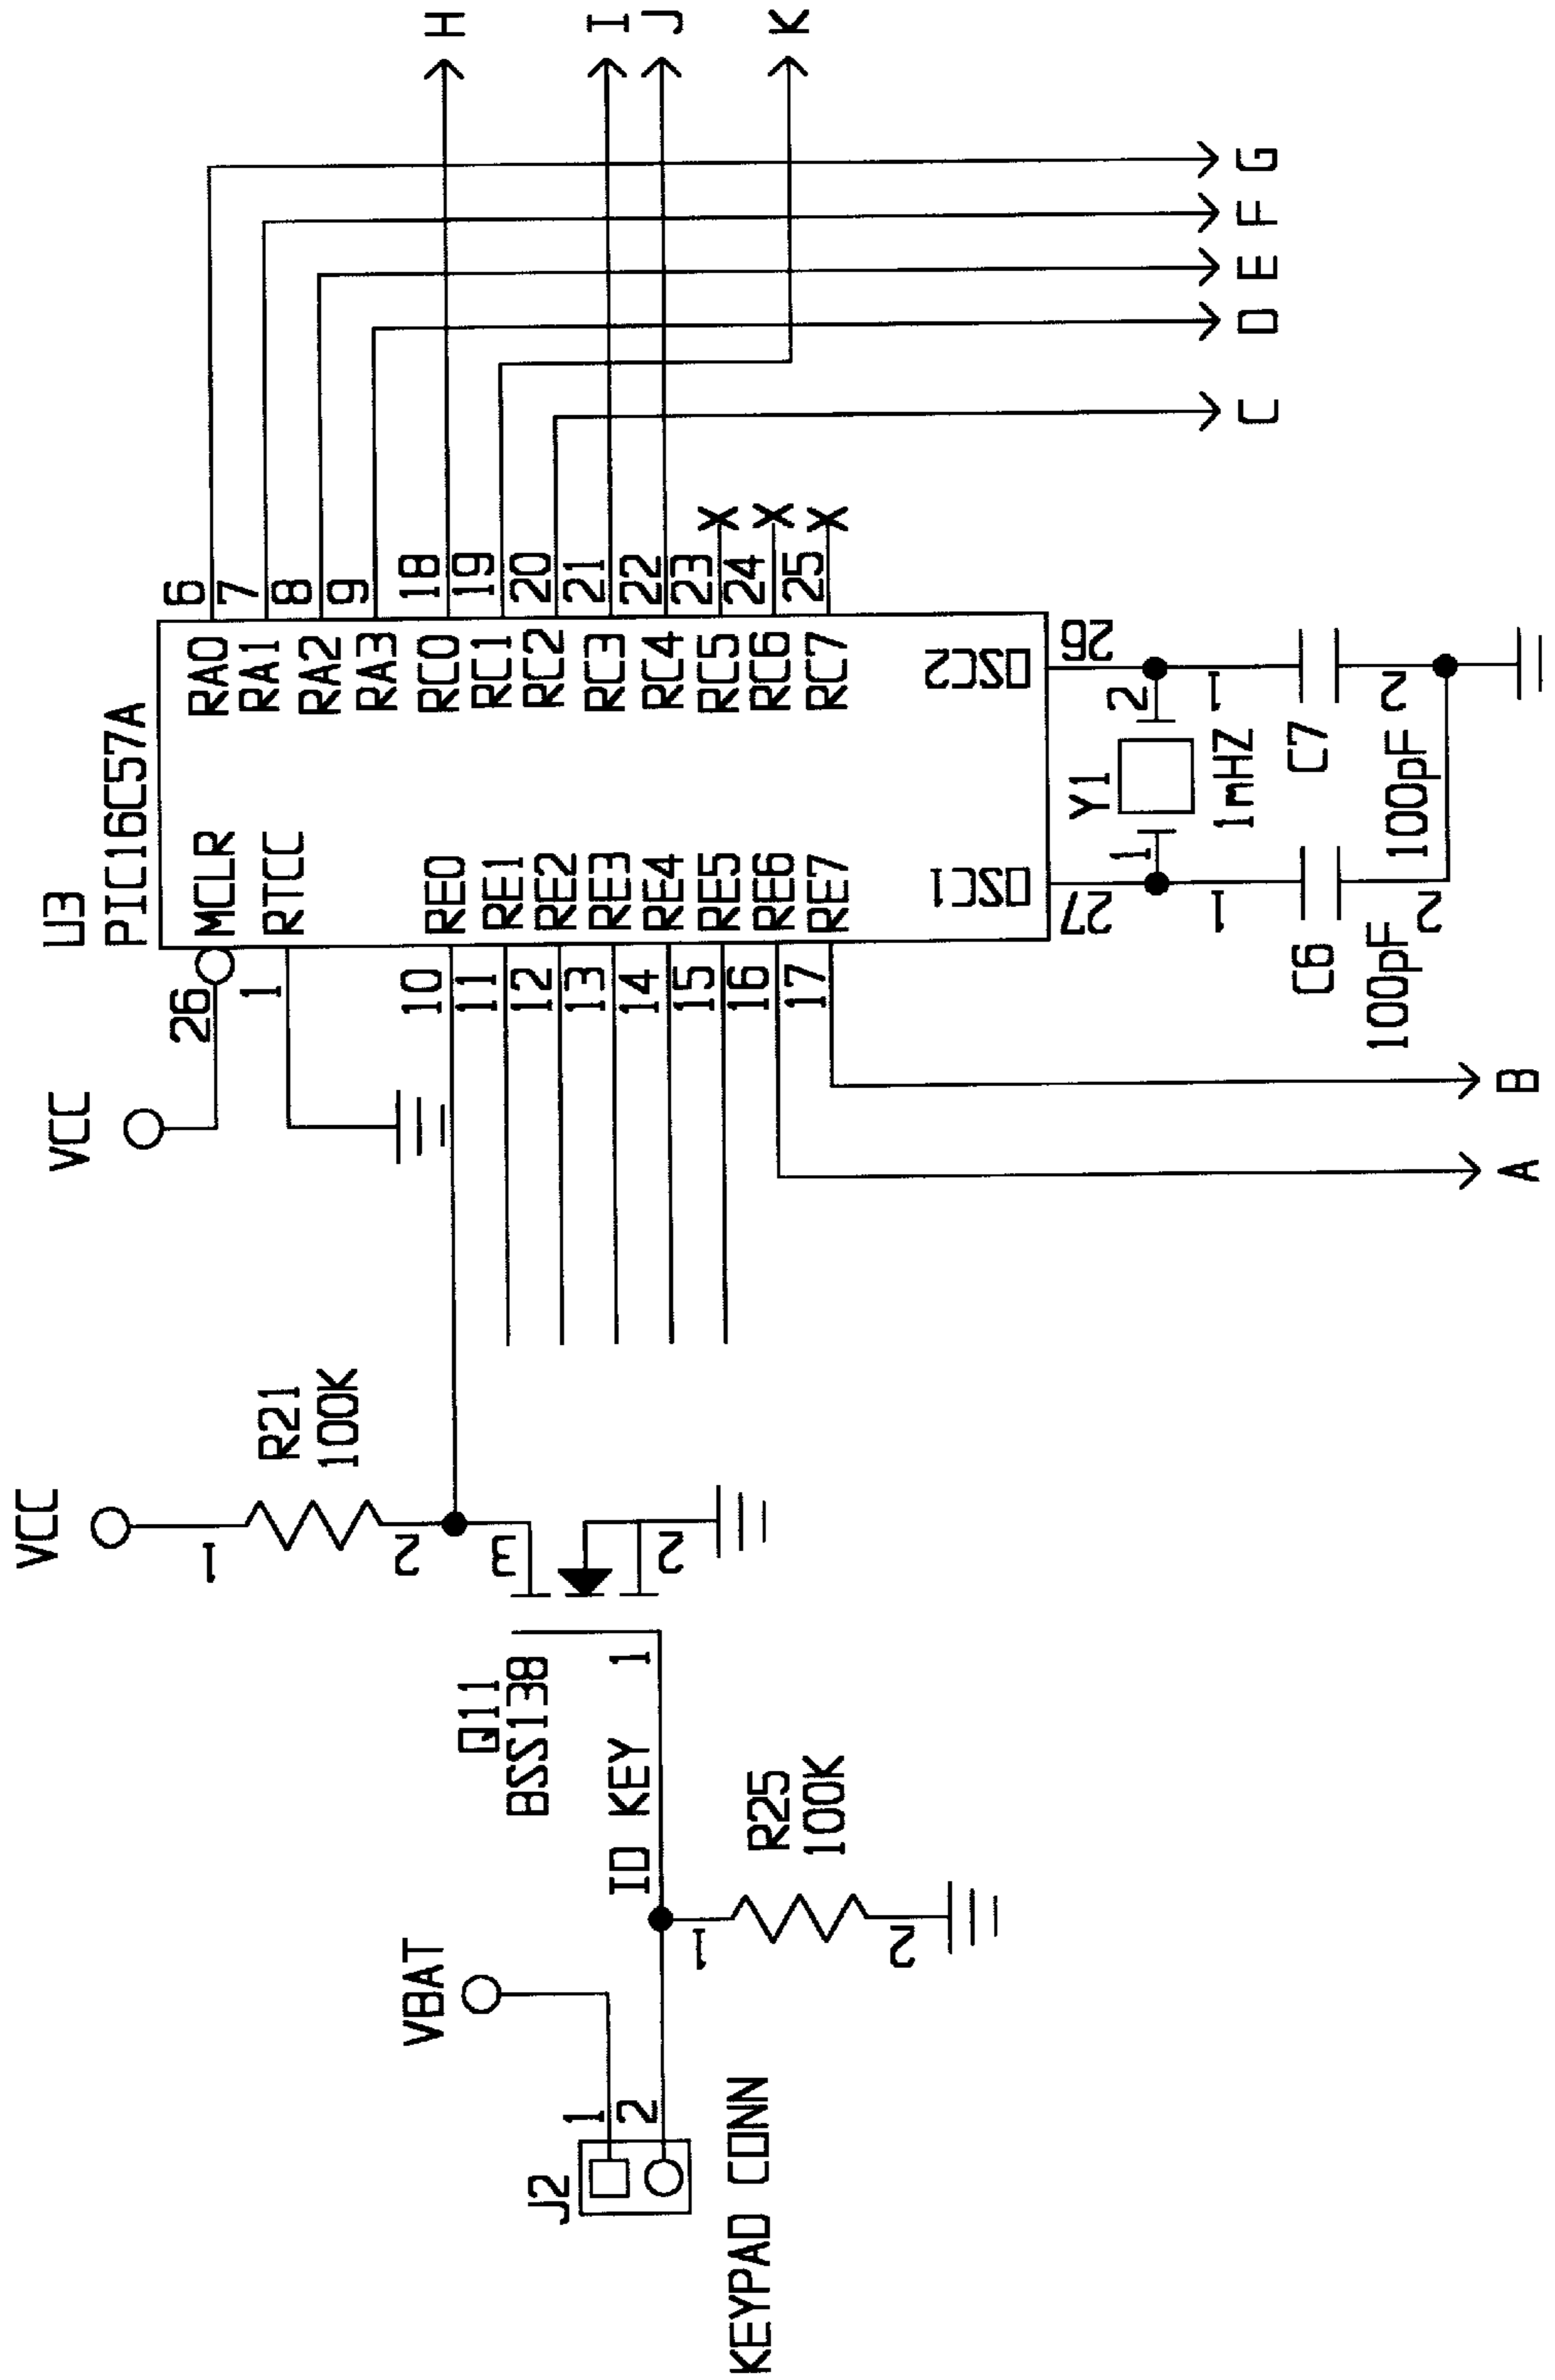 U3
PIC16C57A
VCC
26
MCLR
1
RTCC
10
RE0
11
RE1
12
RE2
13
RE3
14
RE4
15
RE5
16
RE6
17
RE7
RA0
6
RA1
7
RA2
8
RA3
9
RC0
18
RC1
19
RC2
20
RC3
21
RC4
22
RC5
23
X
RC6
24
X
RC7
25
X
OSC1
27
OSC2
26
H
I
J
K
G
F
E
D
C
Y1
1
2
1mHZ
1
C6
100pF
2
1
C7
100pF
2
A
B
VCC
1
R21
100K
2
3
2
Q11
BSS138
ID KEY
1
1
R25
100K
2
VBAT
J2
1
2
KEYPAD CONN